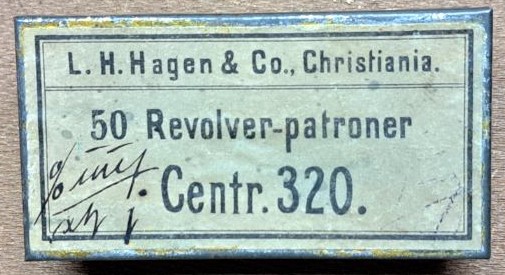 L. H. Hagen & Co., Christiania.
50 Revolver-patroner
Centr. 320.